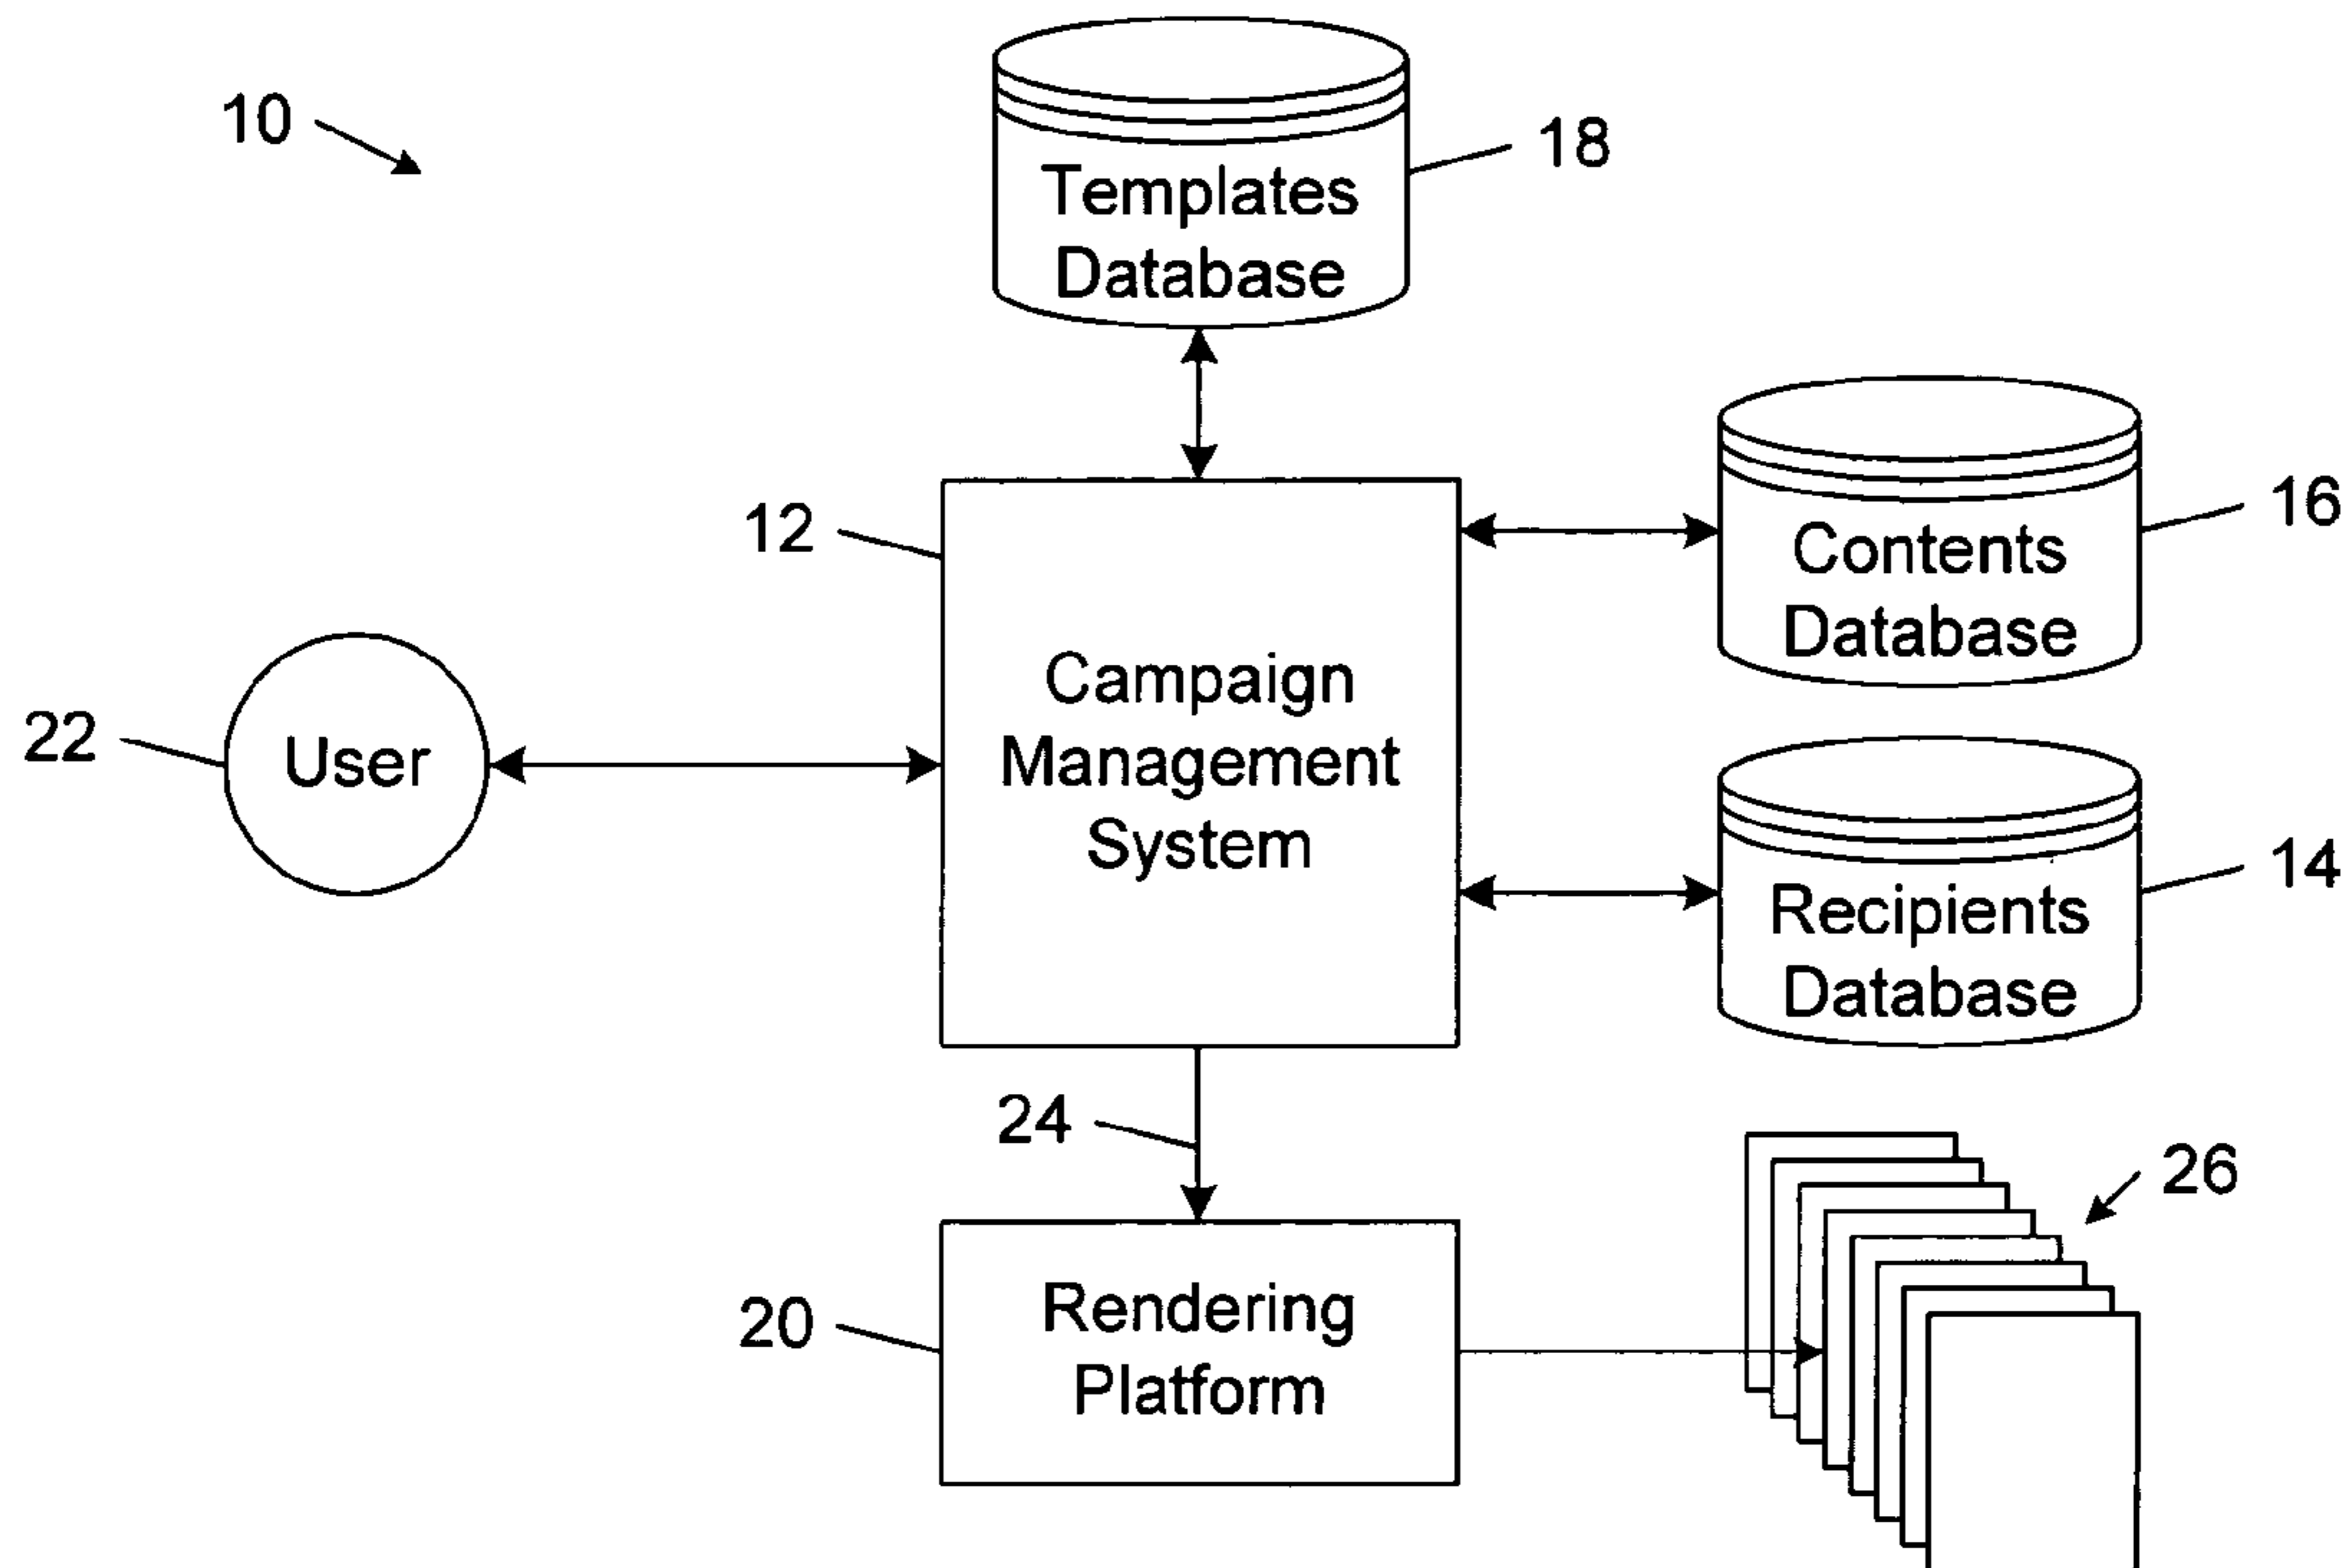 10
18
Templates
Database
16
Contents
Database
12
Campaign
Management
System
22
User
14
Recipients
Database
24
26
20
Rendering
Platform